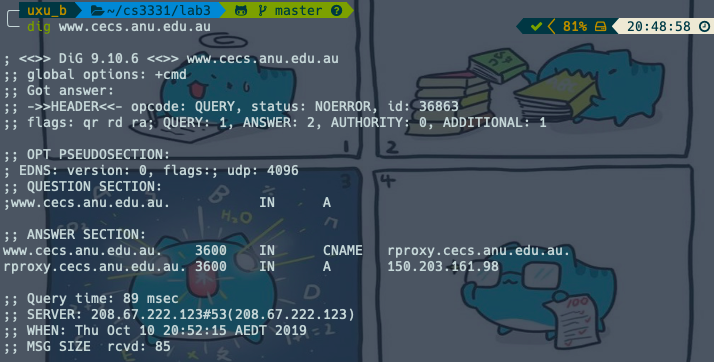 uxu_b ~/cs3331/lab3 master ?
dig www.cecs.anu.edu.au 81% 20:48:58
; <<>> DiG 9.10.6 <<>> www.cecs.anu.edu.au
;; global options: +cmd
;; Got answer:
;; ->>HEADER<<- opcode: QUERY, status: NOERROR, id: 36863
;; flags: qr rd ra; QUERY: 1, ANSWER: 2, AUTHORITY: 0, ADDITIONAL: 1
1 2
;; OPT PSEUDOSECTION:
; EDNS: version: 0, flags:; udp: 4096
3 4
;; QUESTION SECTION:
;www.cecs.anu.edu.au. IN A
H₂O
;; ANSWER SECTION:
www.cecs.anu.edu.au. 3600 IN CNAME rproxy.cecs.anu.edu.au.
rproxy.cecs.anu.edu.au. 3600 IN A 150.203.161.98
;; Query time: 89 msec
;; SERVER: 208.67.222.123#53(208.67.222.123)
;; WHEN: Thu Oct 10 20:52:15 AEDT 2019
;; MSG SIZE rcvd: 85
100